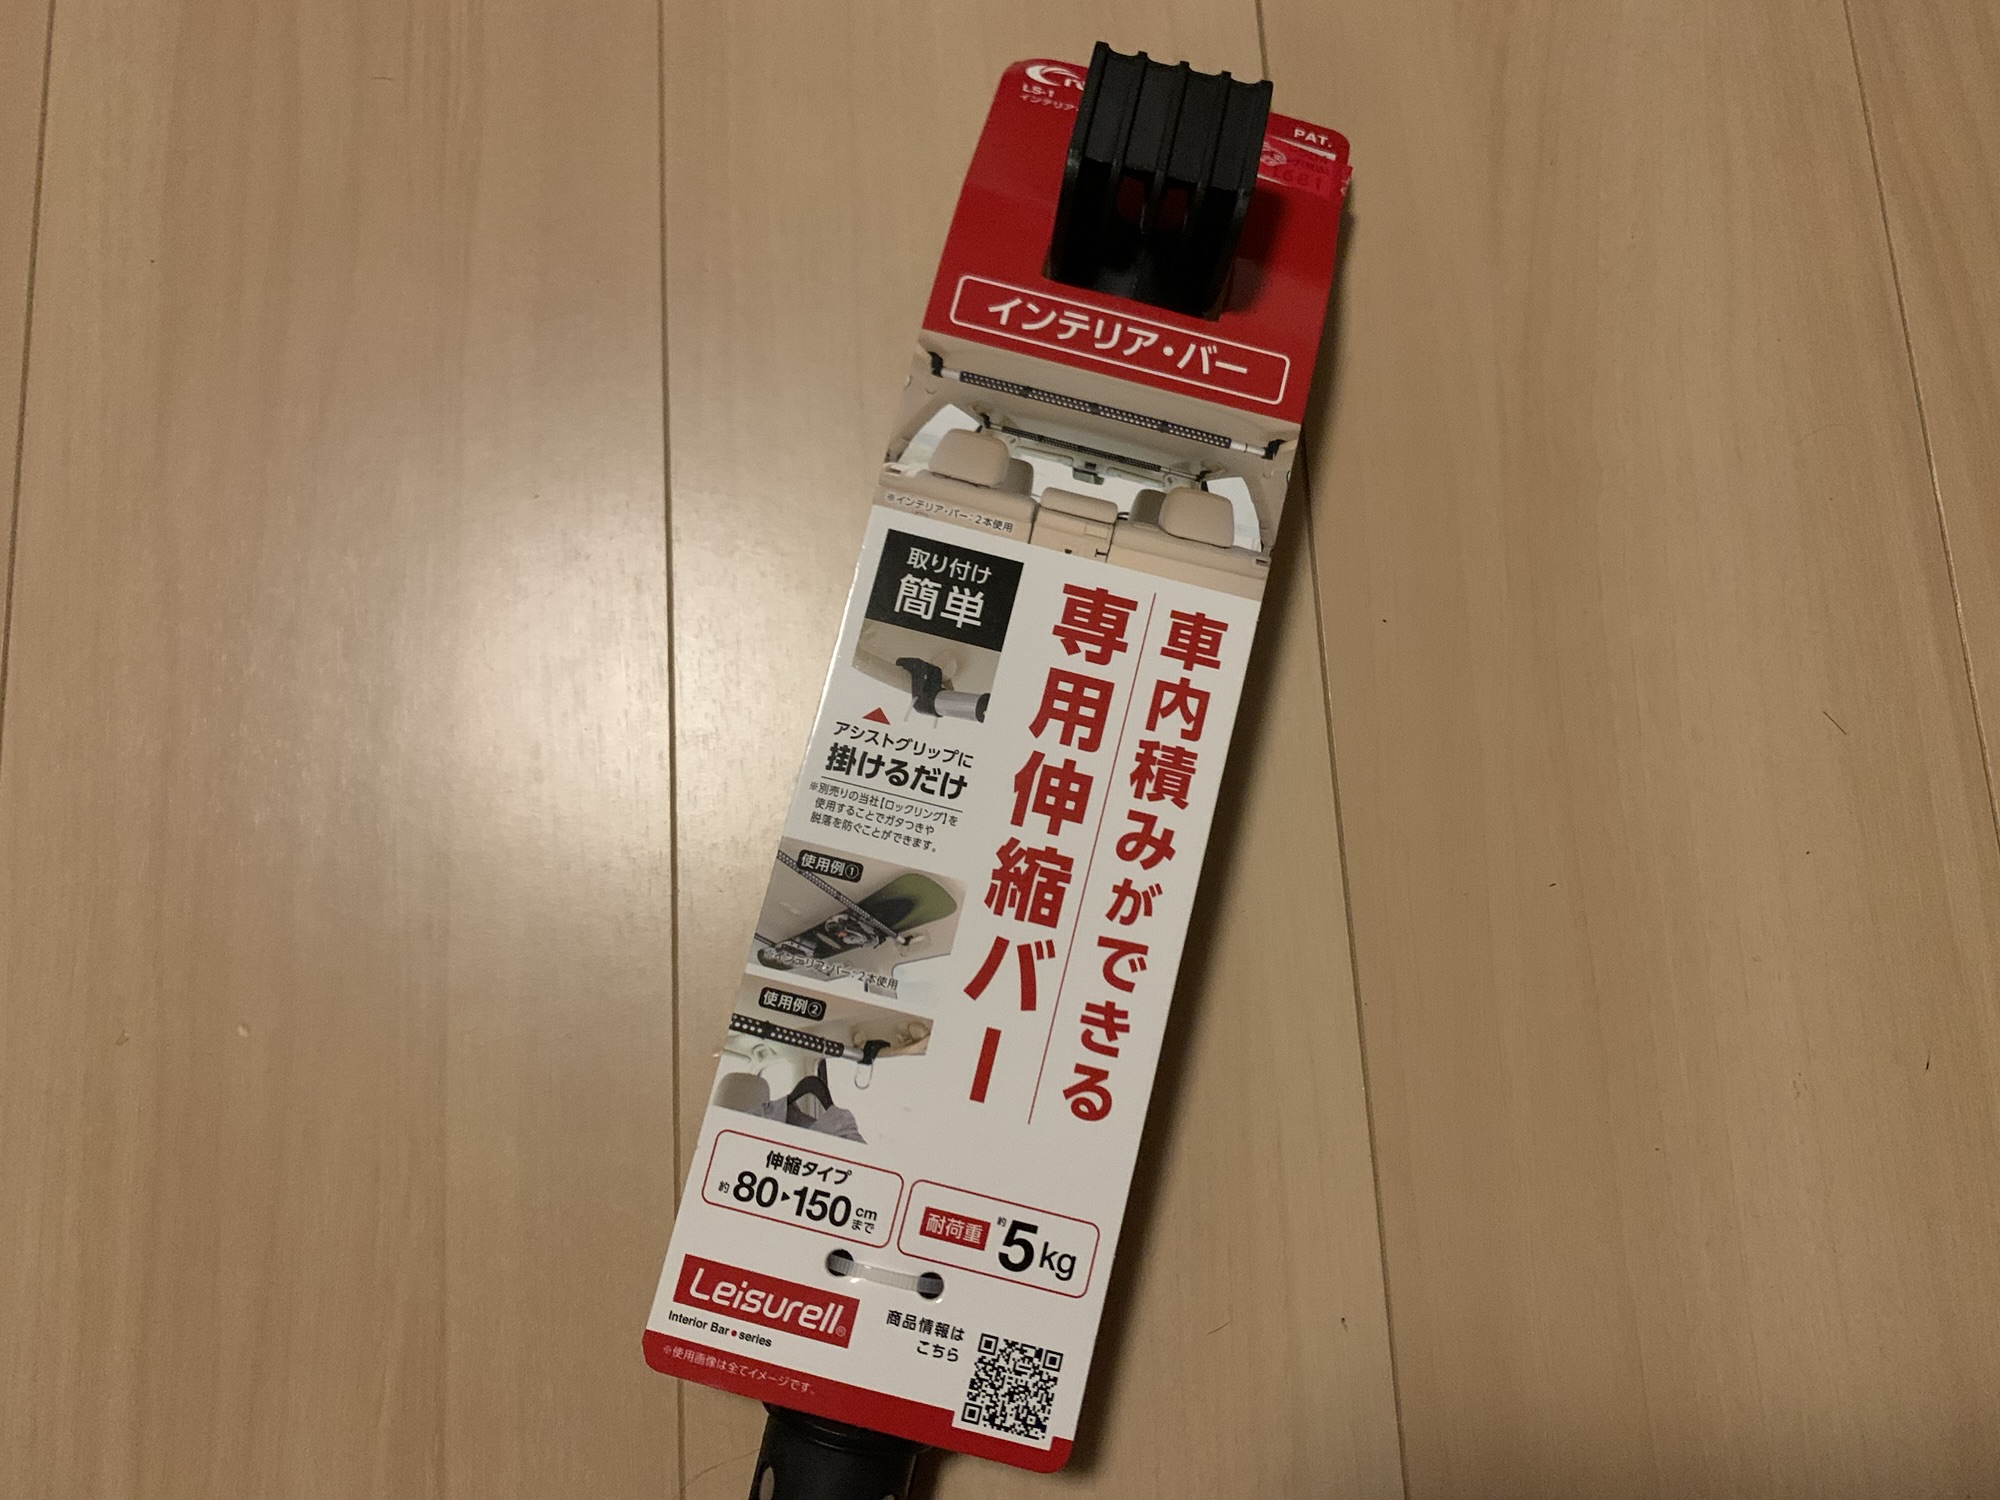 LS-1
PAT.
インテリア・バー
※インテリア・バー：2本使用
車内積みができる
専用伸縮バー
取り付け
簡単
アシストグリップに
掛けるだけ
※別売りの当社【ロックリング】を
使用することでガタつきや
脱落を防ぐことができます。
使用例①
※インテリア・バー：2本使用
使用例②
伸縮タイプ
約80▸150cmまで
耐荷重 約5kg
Leisurell®
Interior Bar●series
商品情報は
こちら
※使用画像は全てイメージです。